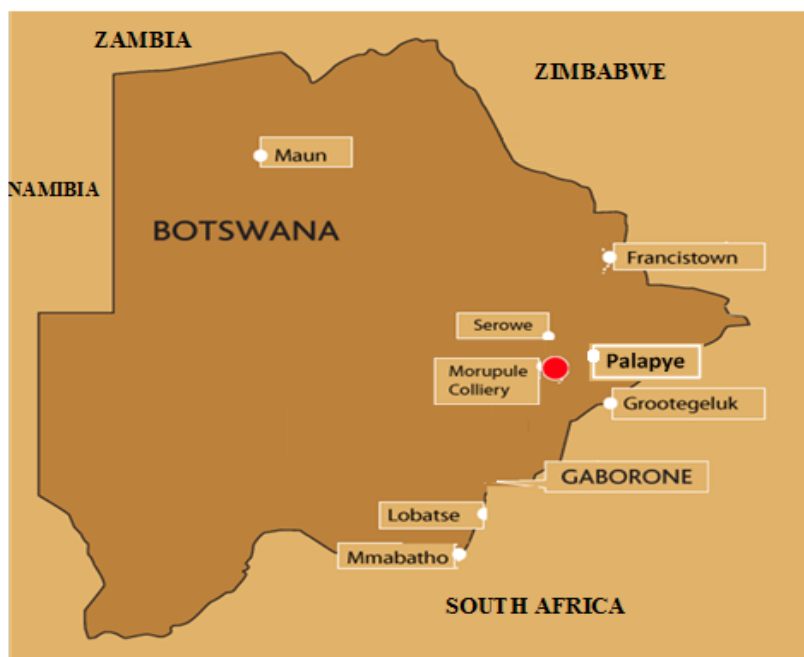 ZAMBIA
ZIMBABWE
Maun
NAMIBIA
BOTSWANA
Francistown
Serowe
Palapye
Morupule
Colliery
Grootegeluk
GABORONE
Lobatse
Mmabatho
SOUTH AFRICA